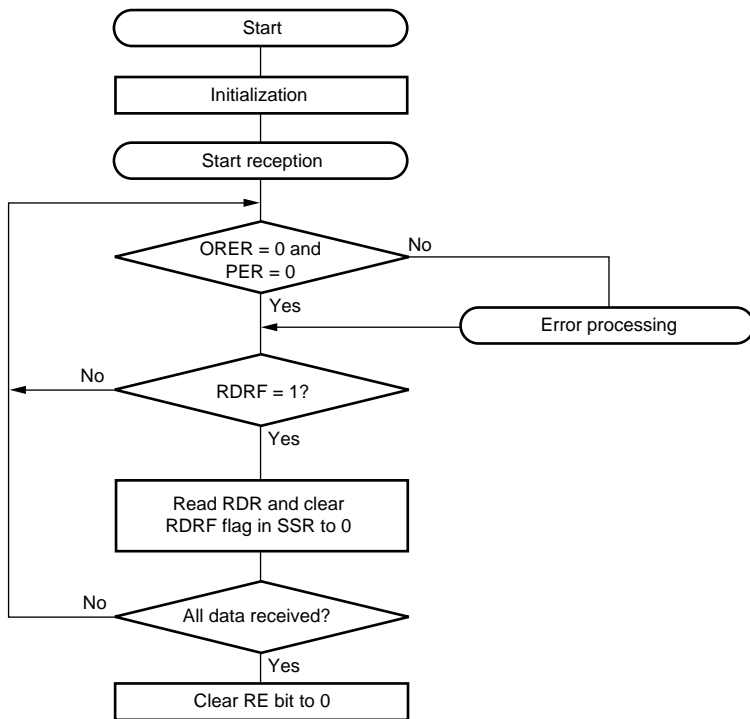 Start
Initialization
Start reception
ORER = 0 and
PER = 0
No
Yes
Error processing
No
RDRF = 1?
Yes
Read RDR and clear
RDRF flag in SSR to 0
No
All data received?
Yes
Clear RE bit to 0